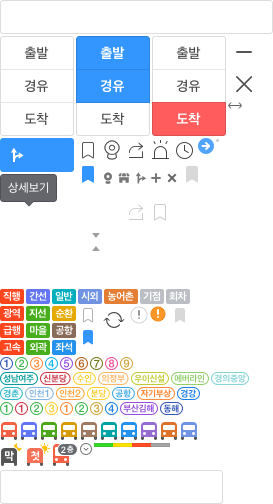 출발 출발 출발
경유 경유 경유
도착 도착 도착
상세보기
직행 간선 일반 시외 농어촌 기점 회차
광역 지선 순환
급행 마을 공항
고속 외곽 좌석
1 2 3 4 5 6 7 8 9
성남여주 신분당 수인 의정부 우이신설 에버라인 경의중앙
경춘 인천1 인천2 분당 공항 자기부상 경강
1 1 2 3 1 2 3 4 부산김해 동해
막 첫 2층